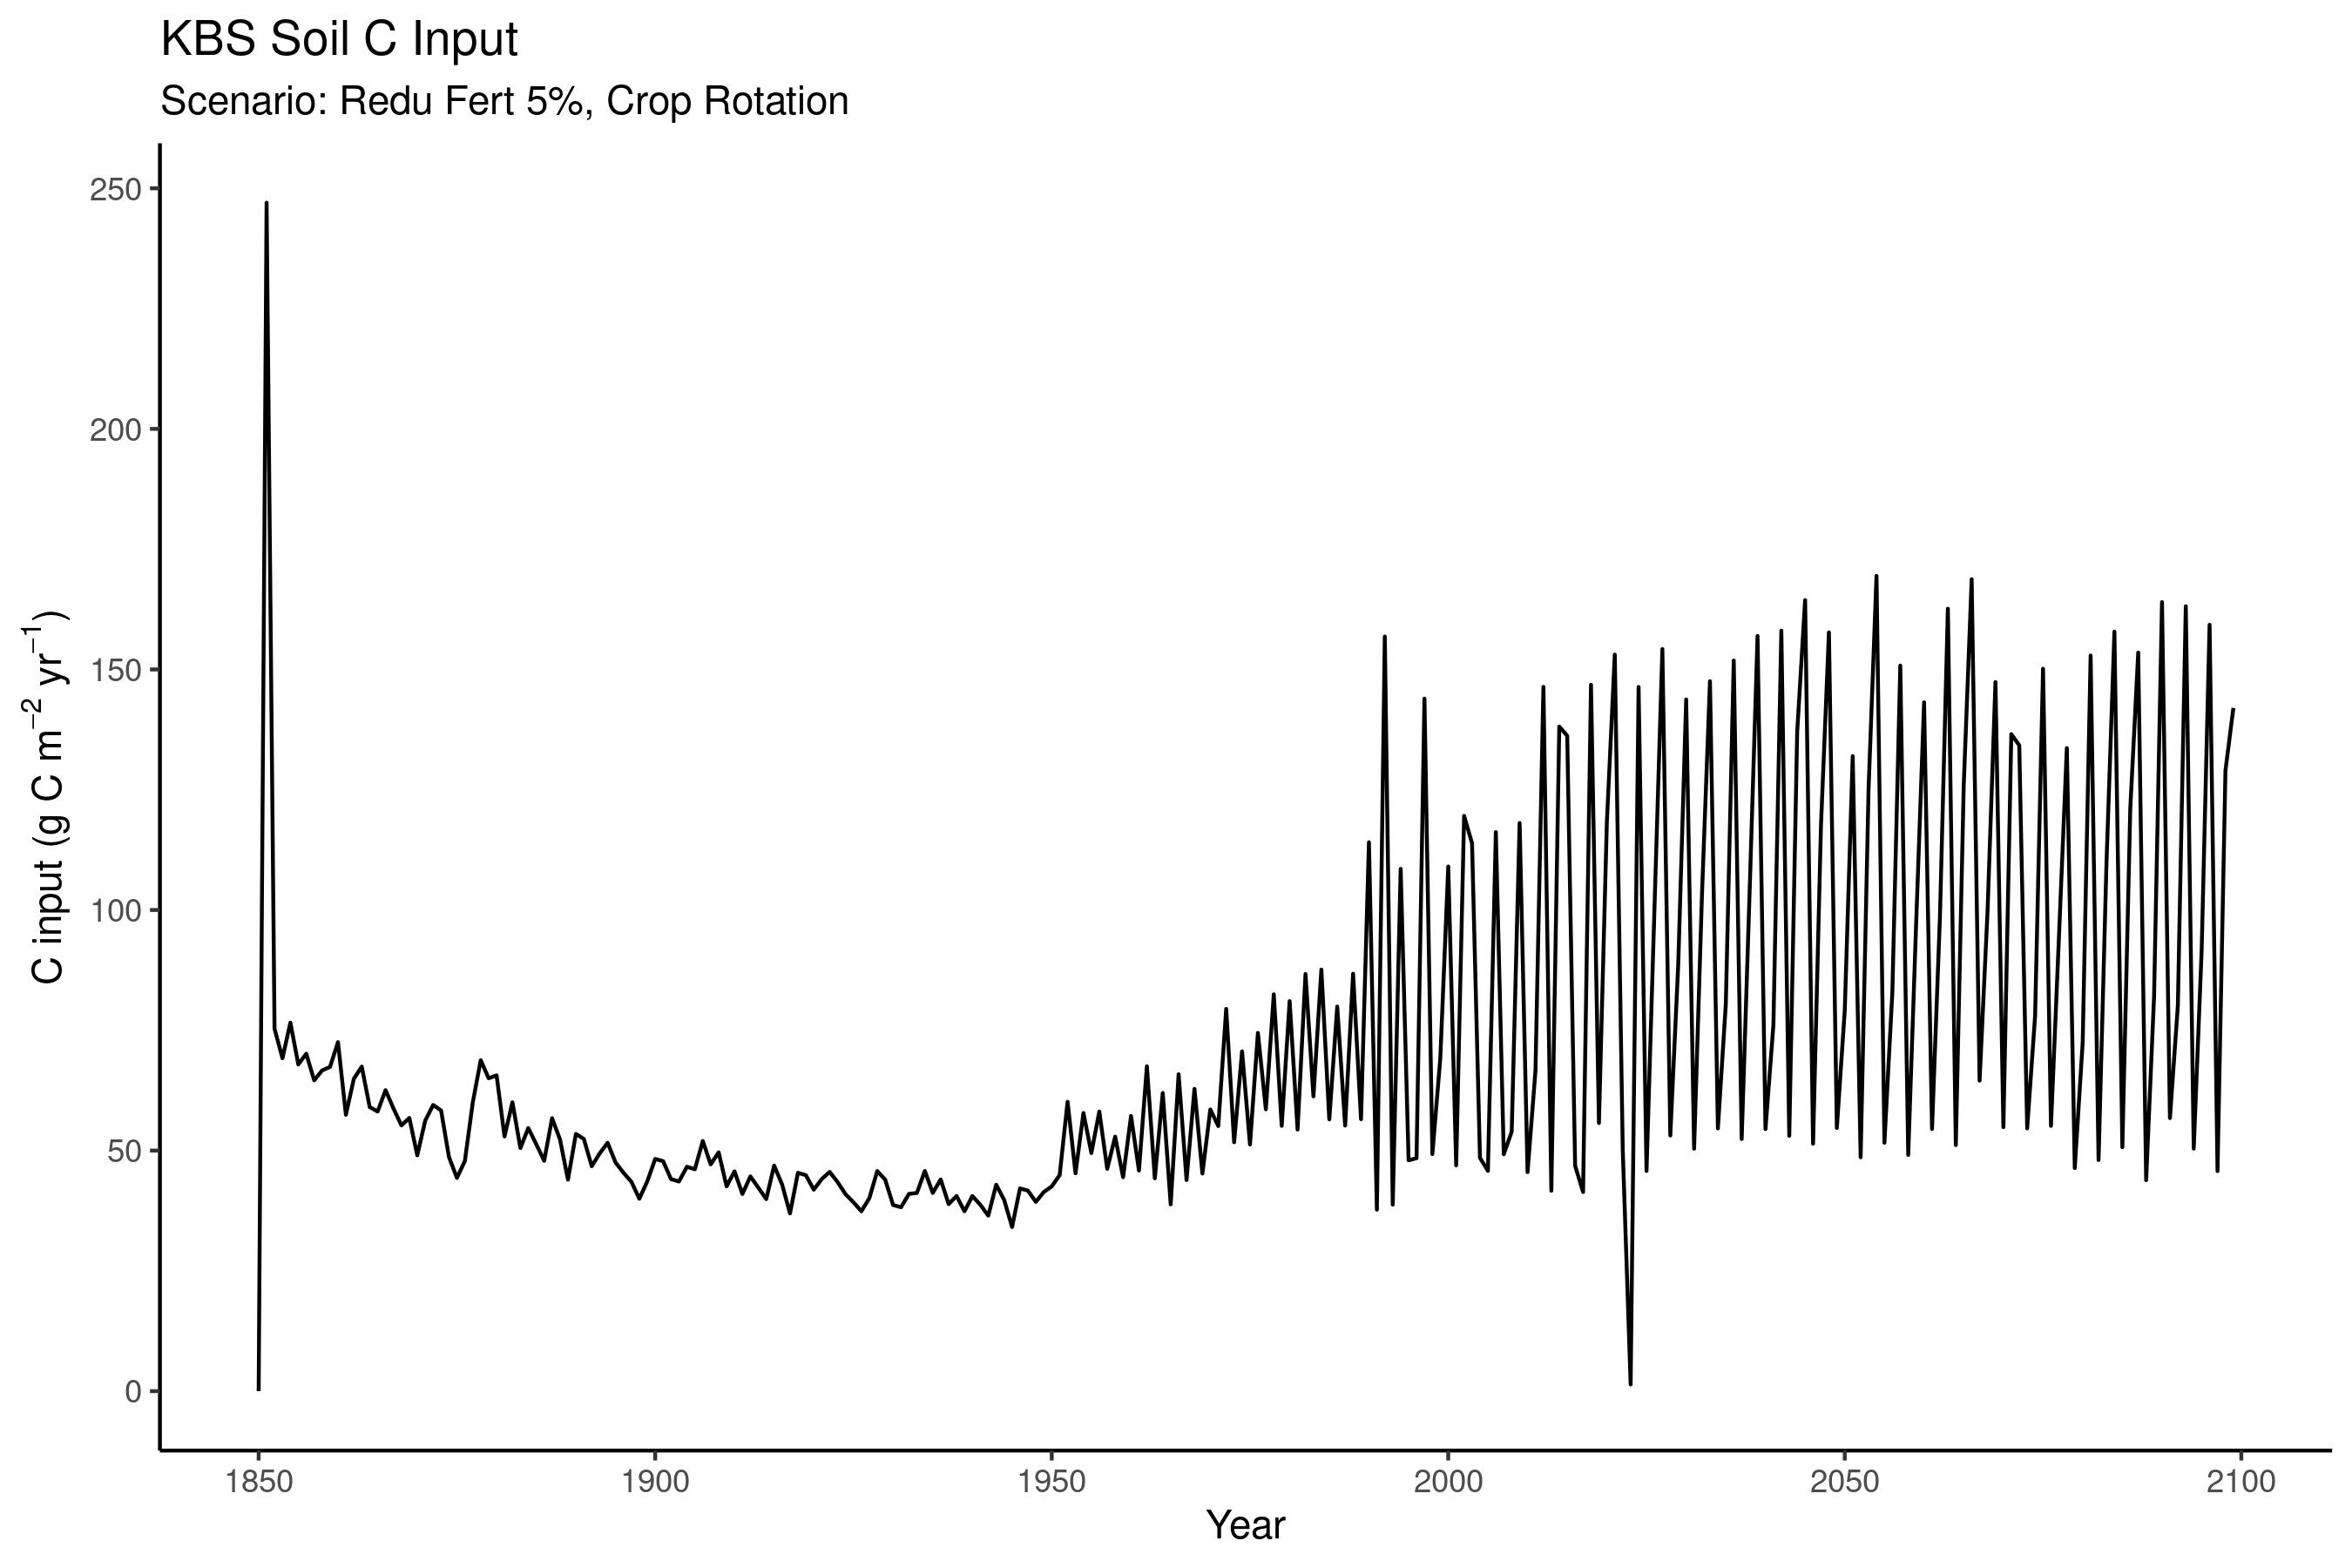 KBS Soil C Input
Scenario: Redu Fert 5%, Crop Rotation
250
200
150
100
50
0
C input (g C m⁻² yr⁻¹)
1850 1900 1950 2000 2050 2100
Year